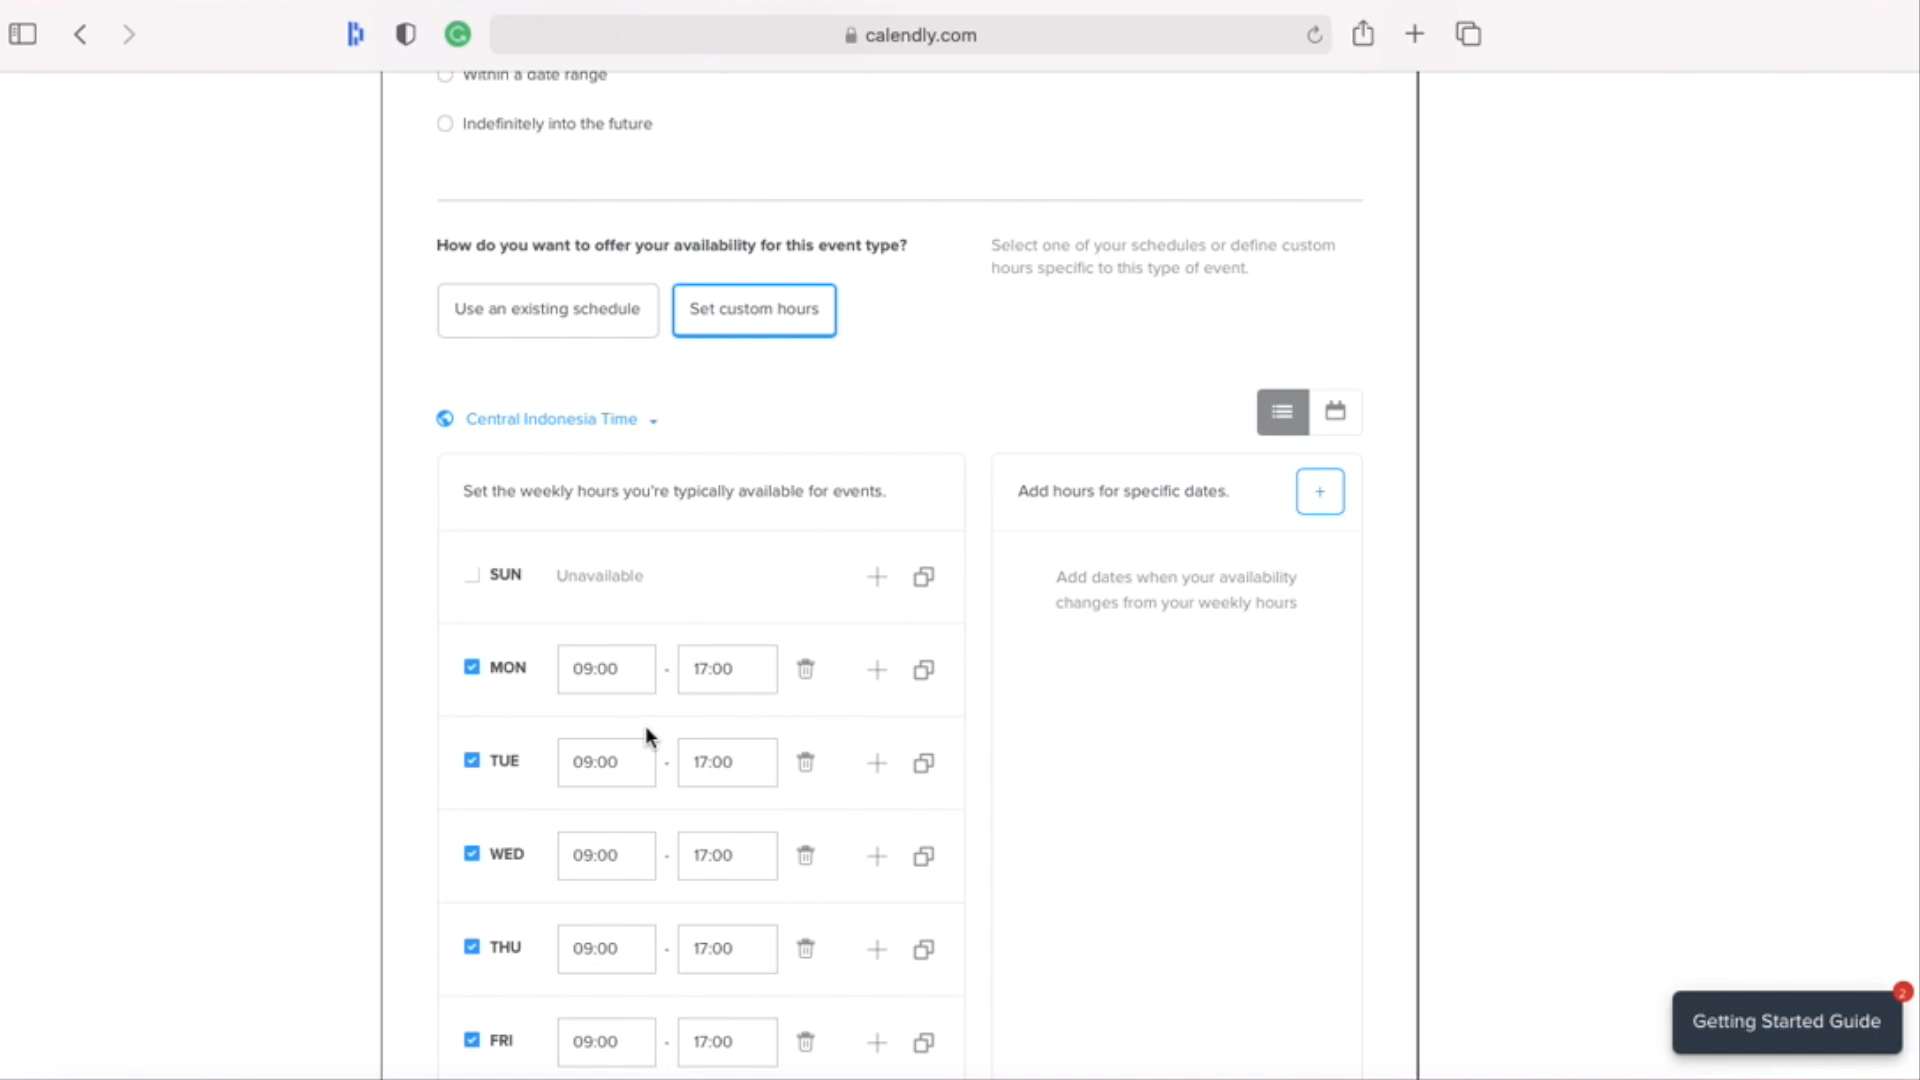 calendly.com
Within a date range
Indefinitely into the future
How do you want to offer your availability for this event type?
Select one of your schedules or define custom
hours specific to this type of event.
Use an existing schedule
Set custom hours
Central Indonesia Time
Set the weekly hours you're typically available for events.
Add hours for specific dates.
+
SUN Unavailable
Add dates when your availability
changes from your weekly hours
MON 09:00 - 17:00
TUE 09:00 - 17:00
WED 09:00 - 17:00
THU 09:00 - 17:00
FRI 09:00 - 17:00
2
Getting Started Guide